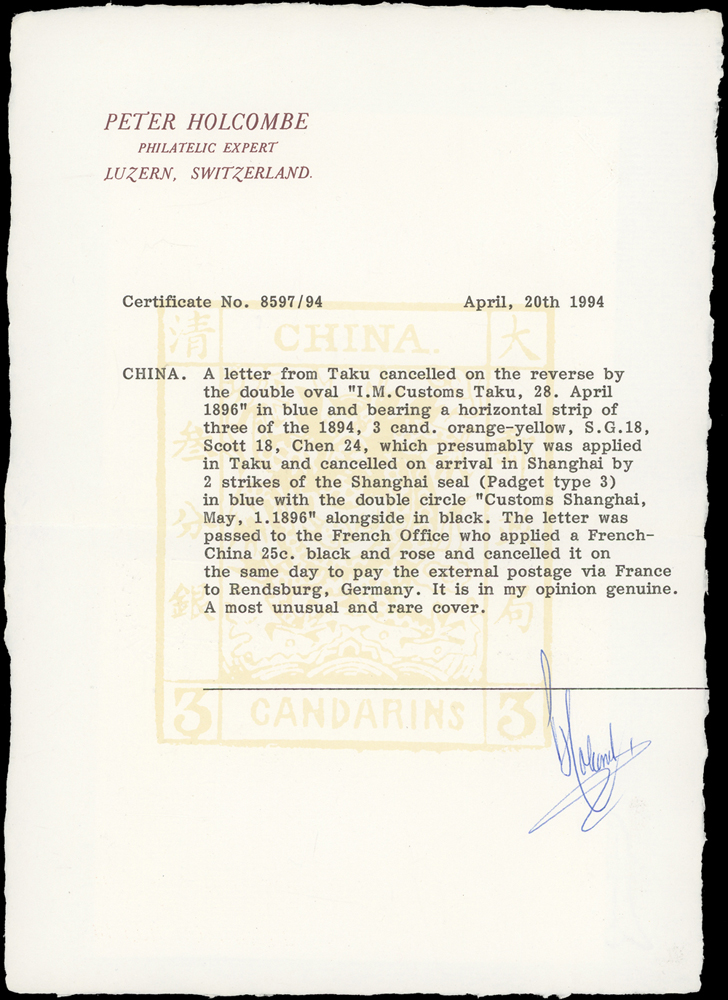 PETER HOLCOMBE
PHILATELIC EXPERT
LUZERN, SWITZERLAND.
Certificate No. 8597/94 April, 20th 1994
清 CHINA. 大
CHINA. A letter from Taku cancelled on the reverse by
the double oval "I.M.Customs Taku, 28. April
1896" in blue and bearing a horizontal strip of
three of the 1894, 3 cand. orange-yellow, S.G.18,
Scott 18, Chen 24, which presumably was applied
in Taku and cancelled on arrival in Shanghai by
2 strikes of the Shanghai seal (Padget type 3)
in blue with the double circle "Customs Shanghai,
May, 1.1896" alongside in black. The letter was
passed to the French Office who applied a French-
China 25c. black and rose and cancelled it on
the same day to pay the external postage via France
to Rendsburg, Germany. It is in my opinion genuine.
A most unusual and rare cover.
叁
分
銀
局
3 CANDARINS 3